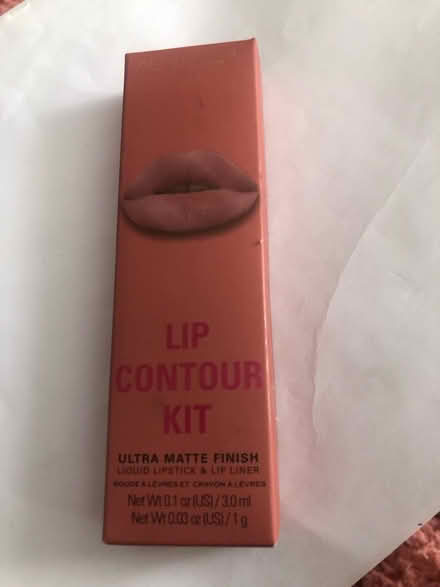 LIP
CONTOUR
KIT
ULTRA MATTE FINISH
LIQUID LIPSTICK & LIP LINER
ROUGE A LÈVRES ET CRAYON A LÈVRES
Net Wt 0.1 oz (US) / 3.0 ml
Net Wt 0.03 oz (US) / 1 g